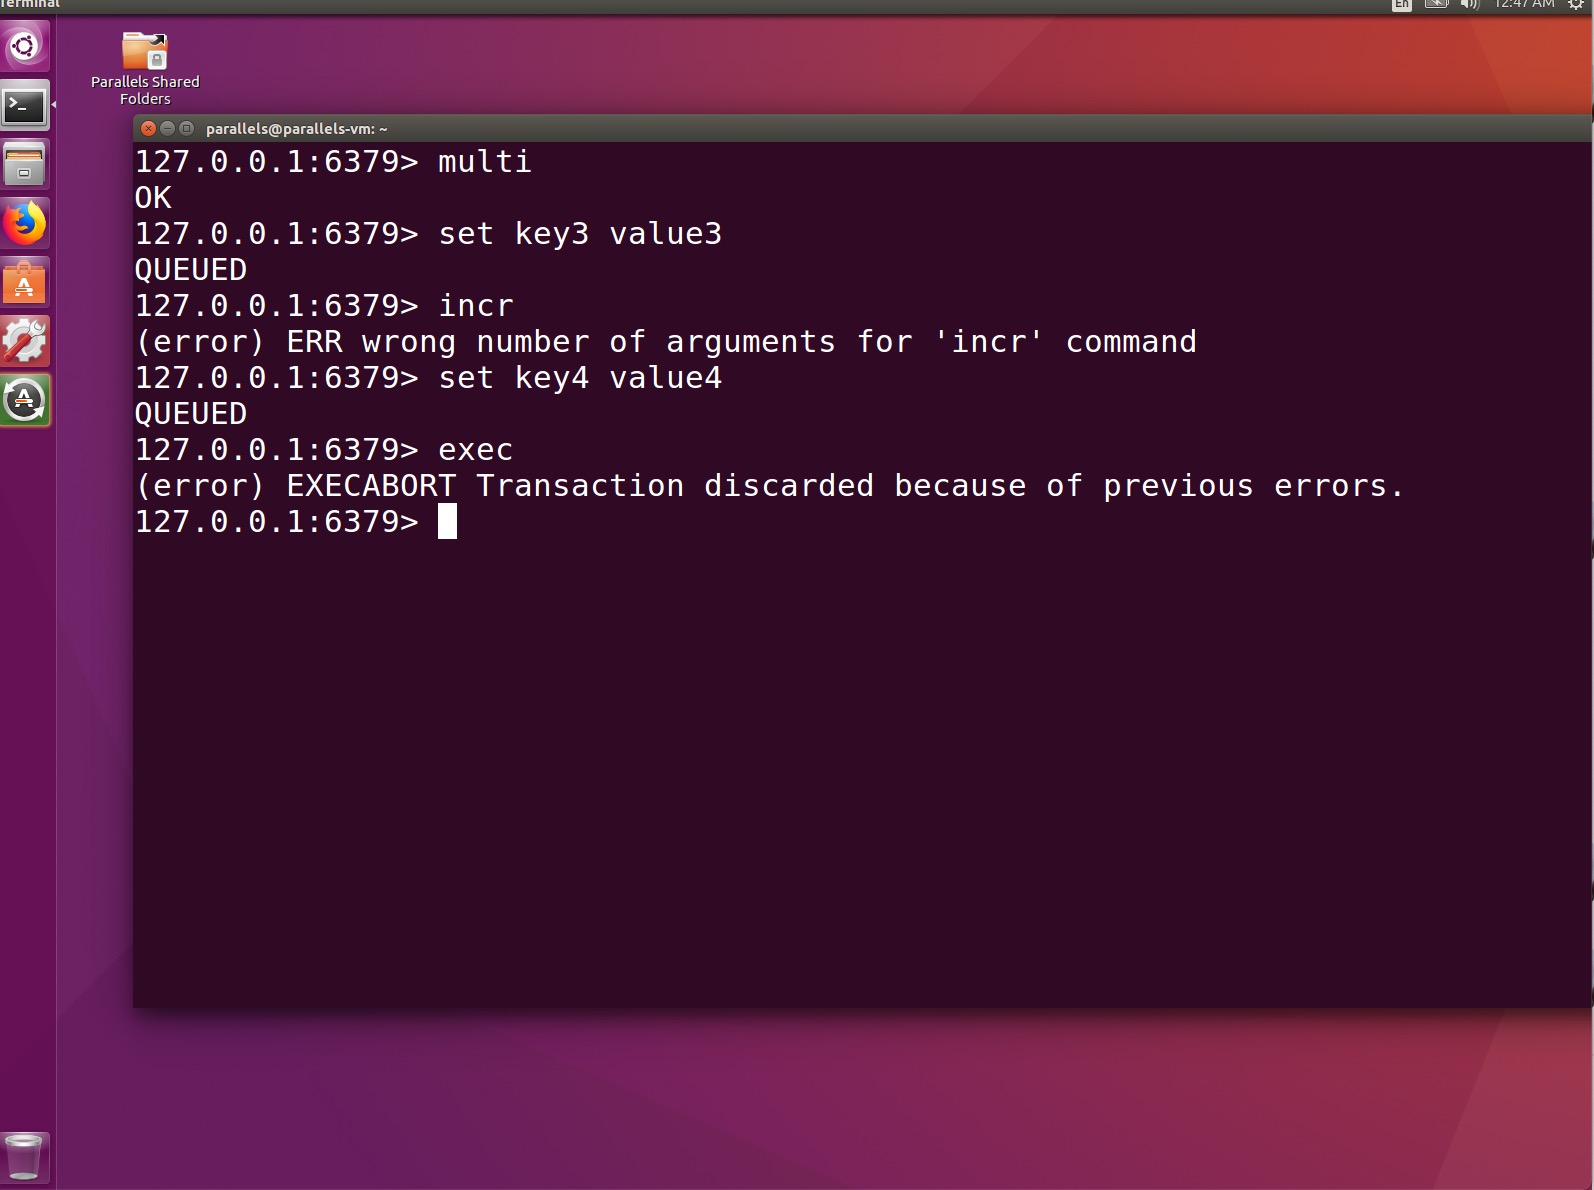 Terminal
En
12:47 AM
Parallels Shared
Folders
parallels@parallels-vm: ~
127.0.0.1:6379> multi
OK
127.0.0.1:6379> set key3 value3
QUEUED
127.0.0.1:6379> incr
(error) ERR wrong number of arguments for 'incr' command
127.0.0.1:6379> set key4 value4
QUEUED
127.0.0.1:6379> exec
(error) EXECABORT Transaction discarded because of previous errors.
127.0.0.1:6379>